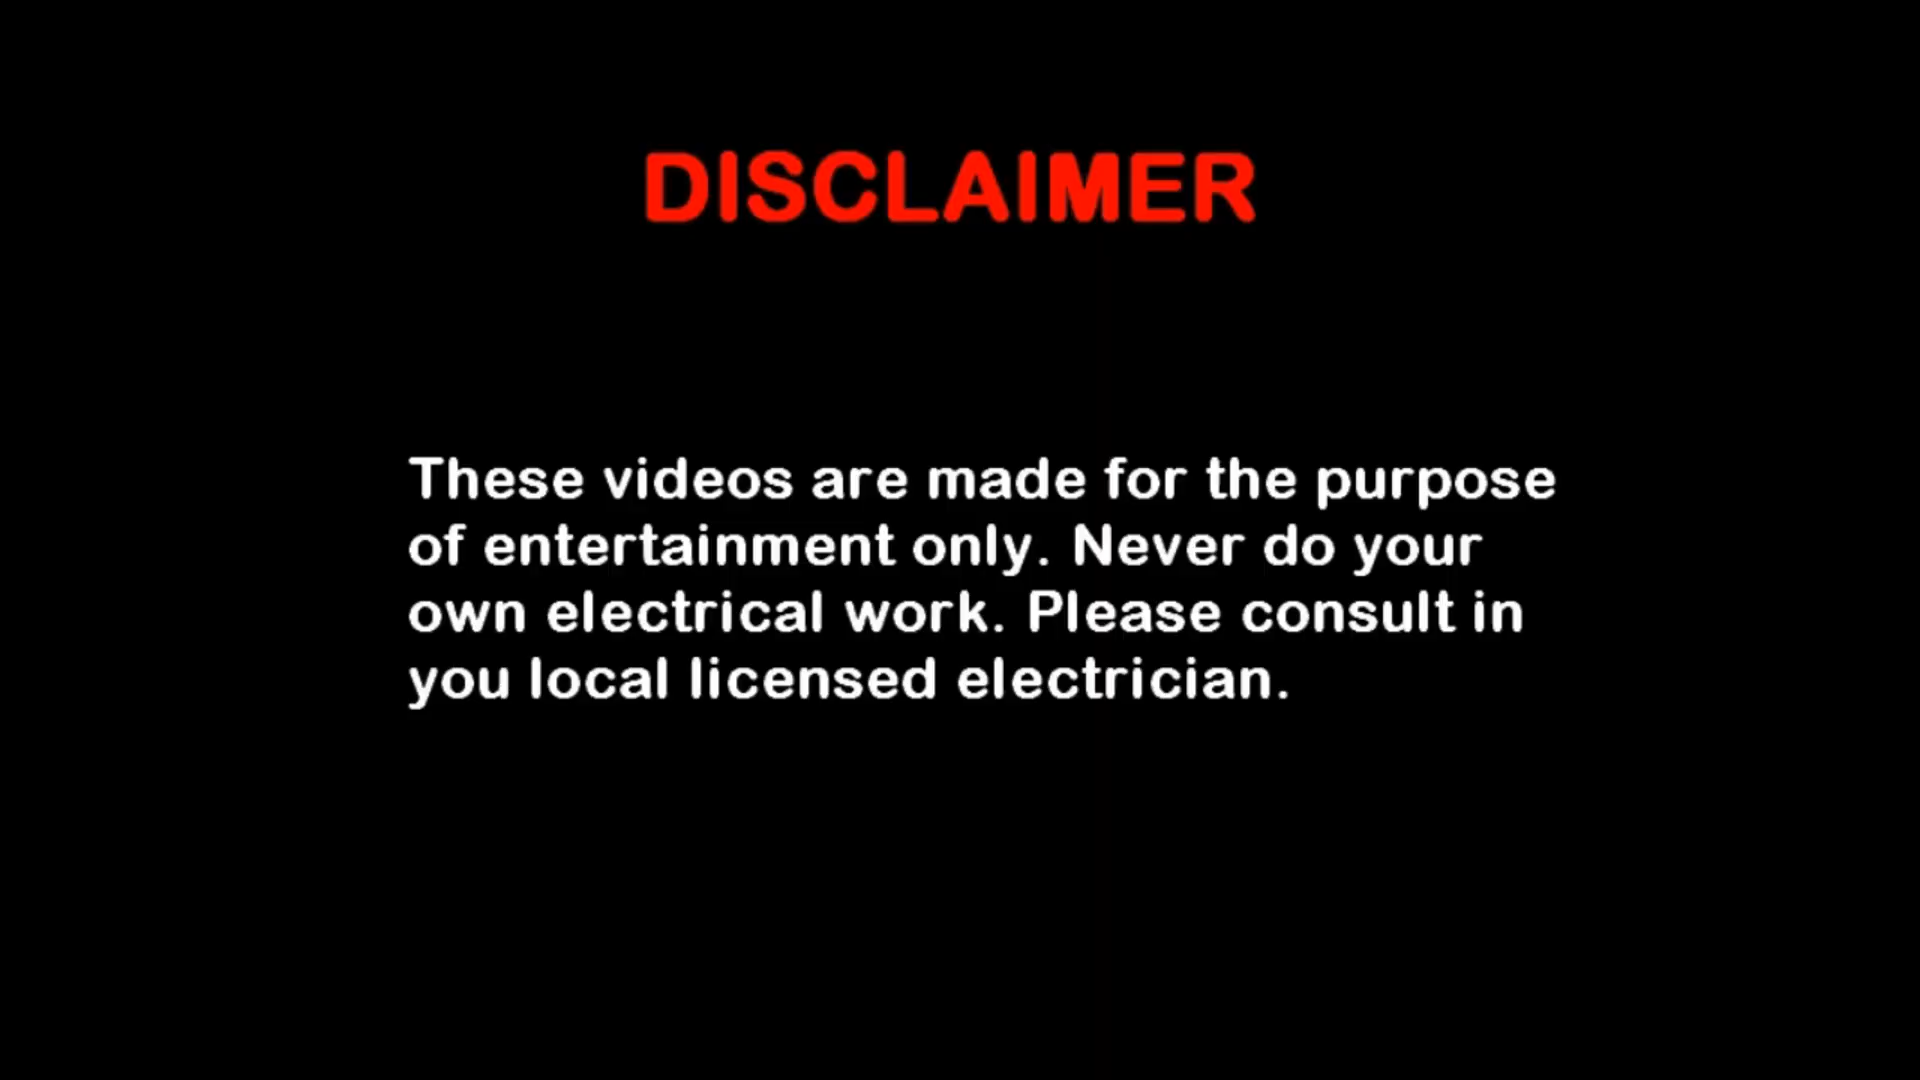 DISCLAIMER
These videos are made for the purpose
of entertainment only. Never do your
own electrical work. Please consult in
you local licensed electrician.